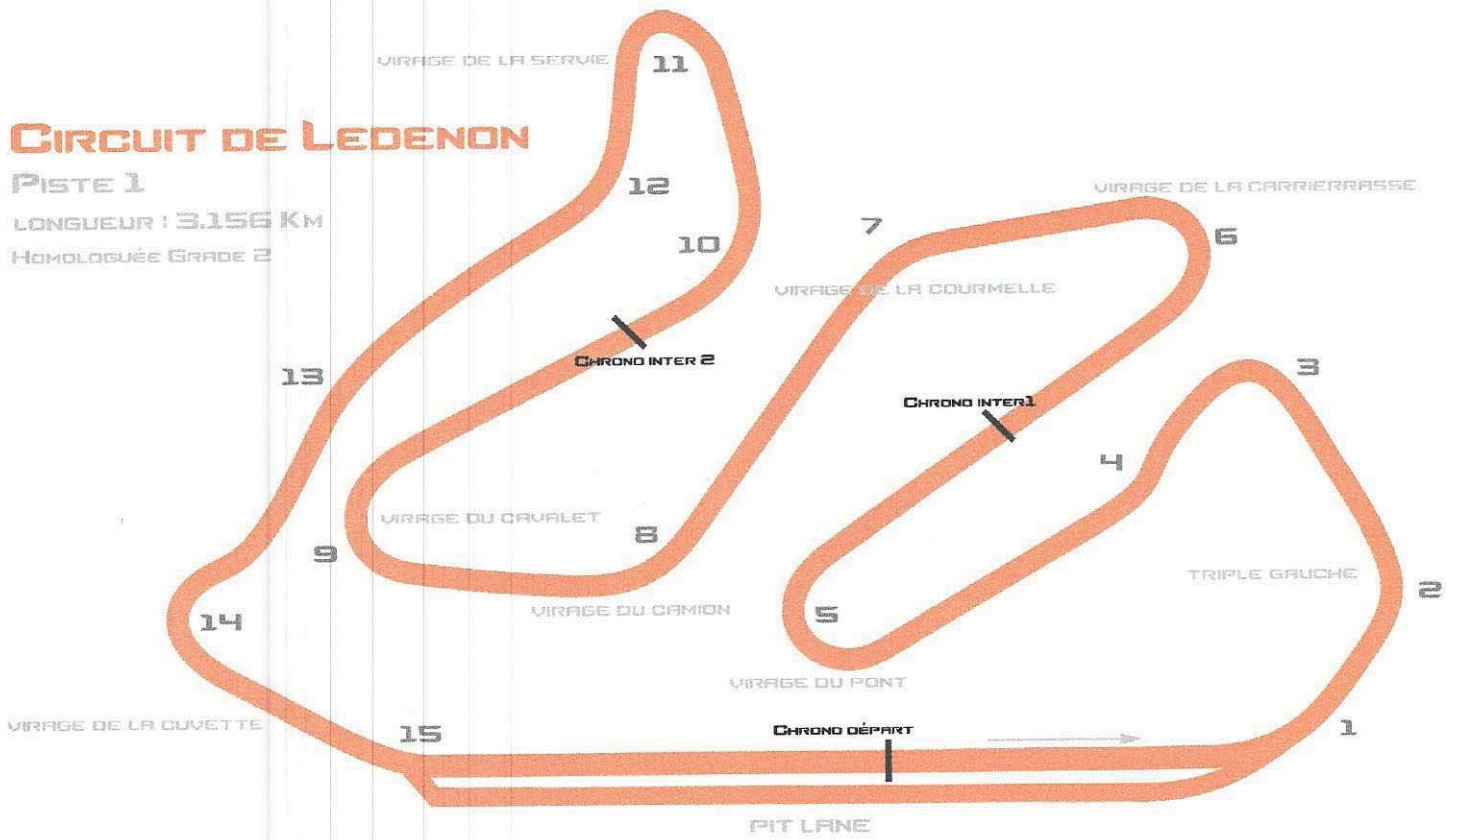 VIRAGE DE LA SERVIE
11
CIRCUIT DE LEDENON
PISTE 1
LONGUEUR : 3.156 KM
HOMOLOGUÉE GRADE 2
12
VIRAGE DE LA CARRIERRASSE
7
6
10
VIRAGE DE LA COURMELLE
CHRONO INTER 2
3
13
CHRONO INTER1
4
VIRAGE DU CAVALET
8
9
TRIPLE GAUCHE
2
VIRAGE DU CAMION
5
14
VIRAGE DU PONT
VIRAGE DE LA CUVETTE
15
CHRONO DÉPART
1
PIT LANE